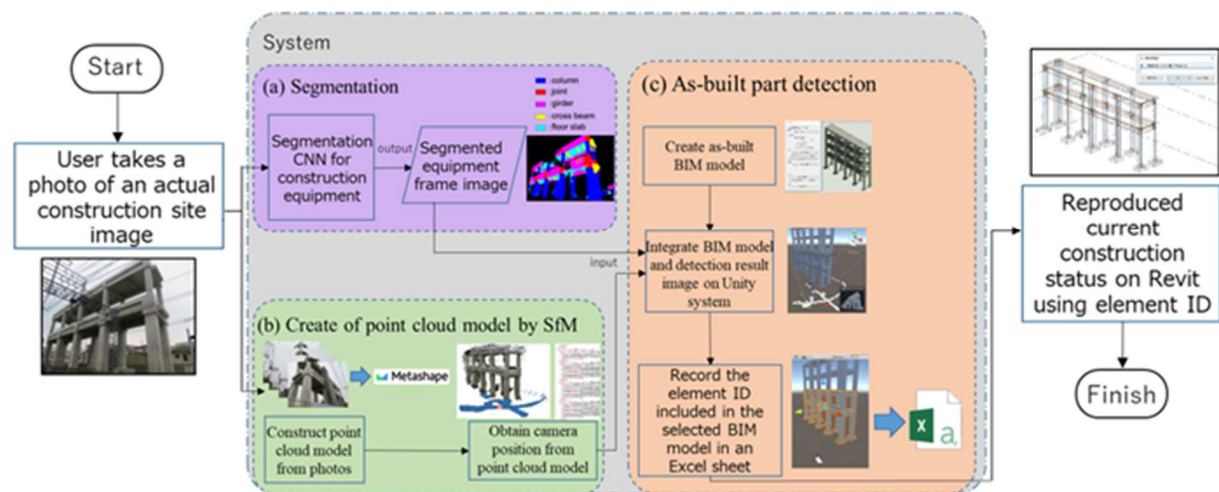 System
Start
User takes a
photo of an actual
construction site
image
(a) Segmentation
Segmentation
CNN for
construction
equipment
output
Segmented
equipment
frame image
:column
:joint
:girder
:cross beam
:floor slab
(b) Create of point cloud model by SfM
Metashape
Construct point
cloud model
from photos
Obtain camera
position from
point cloud model
input
(c) As-built part detection
Create as-built
BIM model
Integrate BIM model
and detection result
image on Unity
system
Record the
element ID
included in the
selected BIM
model in an
Excel sheet
X
a,
Reproduced
current
construction
status on Revit
using element ID
Finish